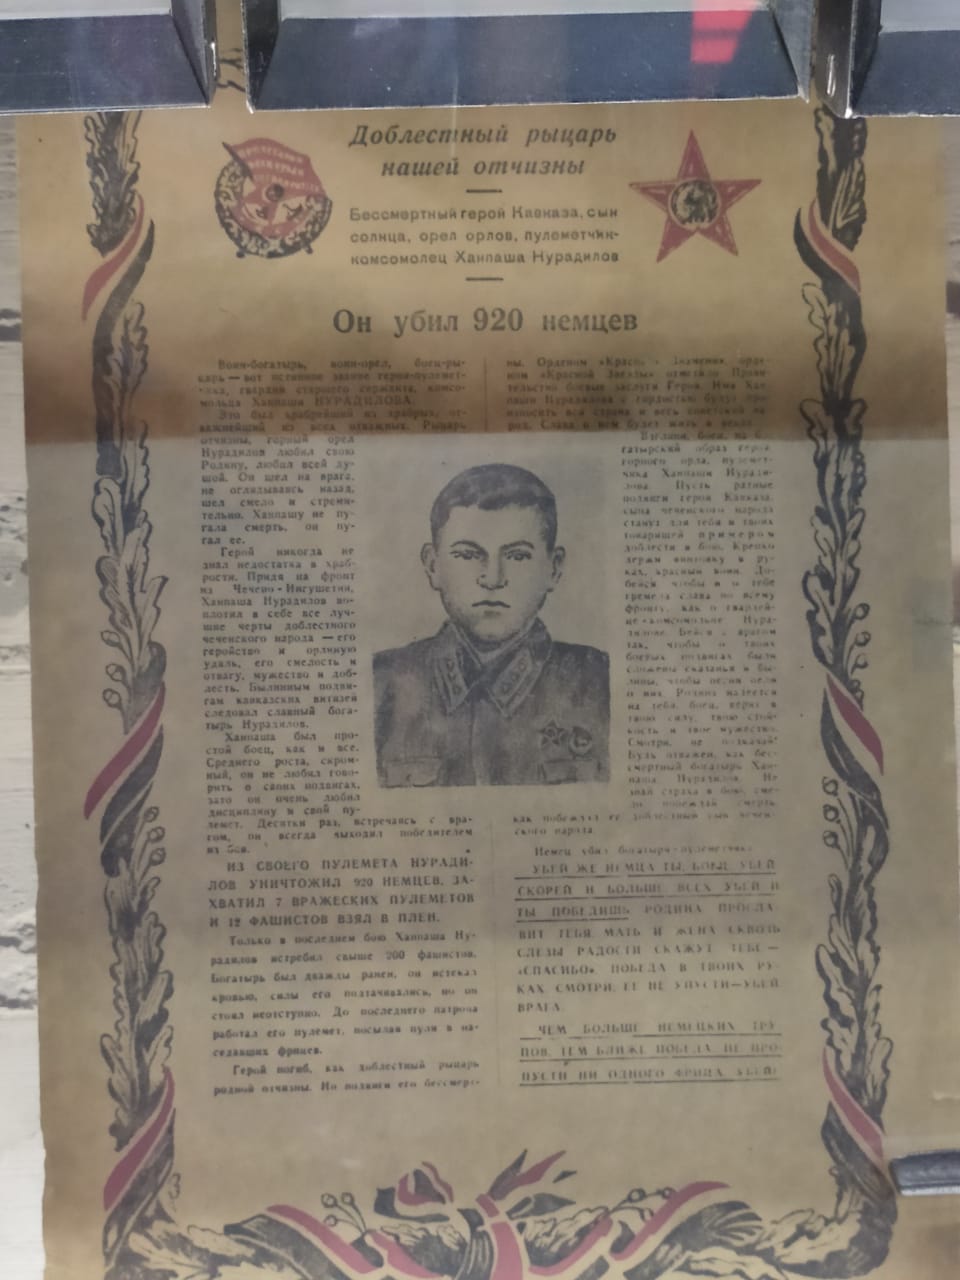 Доблестный рыцарь
нашей отчизны
Бессмертный герой Кавказа, сын
солнца, орел орлов, пулеметчик-
комсомолец Ханпаша Нурадилов
Он убил 920 немцев
Воин-богатырь, воин-орел, боец-ры-
царь — вот истинное звание героя-пулемет-
чика, гвардии старшего сержанта, комсо-
мольца Ханпаши НУРАДИЛОВА.
Это был храбрейший из храбрых, от-
важнейший из всех отважных. Рыцарь
отчизны, горный орел
Нурадилов любил свою
Родину, любил всей ду-
шой. Он шел на врага,
не оглядываясь назад,
шел смело и стреми-
тельно. Ханпашу не пу-
гала смерть, он пу-
гал ее.
Герой никогда не
знал недостатка в храб-
рости. Придя на фронт
из Чечено-Ингушетии,
Ханпаша Нурадилов во-
плотил в себе все луч-
шие черты доблестного
чеченского народа — его
геройство и орлиную
удаль, его смелость и
отвагу, мужество и доб-
лесть. Былинным подви-
гам кавказских витязей
следовал славный бога-
тырь Нурадилов.
Ханпаша был про-
стой боец, как и все.
Среднего роста, скром-
ный, он не любил гово-
рить о своих подвигах,
зато он очень любил
дисциплину и свой пу-
лемет. Десятки раз, встречаясь с вра-
гом, он всегда выходил победителем
из боя.
ИЗ СВОЕГО ПУЛЕМЕТА НУРАДИ-
ЛОВ УНИЧТОЖИЛ 920 НЕМЦЕВ, ЗА-
ХВАТИЛ 7 ВРАЖЕСКИХ ПУЛЕМЕТОВ
И 12 ФАШИСТОВ ВЗЯЛ В ПЛЕН.
Только в последнем бою Ханпаша Ну-
радилов истребил свыше 200 фашистов.
Богатырь был дважды ранен, он истекал
кровью, силы его подтачивались, но он
стоял неотступно. До последнего патрона
работал его пулемет, посылая пули в на-
седавших фрицев.
Герой погиб, как доблестный рыцарь
родной отчизны. Но подвиги его бессмерт-
ны. Орденом «Красного Знамени», орде-
ном «Красной Звезды» отметило Прави-
тельство боевые заслуги Героя. Имя Хан-
паши Нурадилова с гордостью будут про-
износить вся страна и весь советский на-
род. Слава о нем будет жить в веках.
Взгляни, боец, на бо-
гатырский образ героя,
горного орла, пулемет-
чика Ханпаши Нуради-
лова. Пусть ратные
подвиги героя Кавказа,
сына чеченского народа
станут для тебя и твоих
товарищей примером
доблести в бою. Крепко
держи винтовку в ру-
ках, красный воин. До-
бейся, чтобы и о тебе
гремела слава по всему
фронту, как о гвардей-
це-комсомольце Нура-
дилове. Бейся с врагом
так, чтобы о твоих
боевых подвигах были
сложены сказанья и бы-
лины, чтобы песни пели
о них. Родина надеется
на тебя, боец, верит в
твою силу, твою стой-
кость и твое мужество.
Смотри, не подкачай!
Будь отважен, как бес-
смертный богатырь Хан-
паша Нурадилов. Не
знай страха в бою, сме-
ло побеждай смерть,
как побеждал ее доблестный сын чечен-
ского народа.
Немец убил богатыря-пулеметчика.
УБЕЙ ЖЕ НЕМЦА ТЫ, БОЕЦ, УБЕЙ
СКОРЕЙ И БОЛЬШЕ ВСЕХ УБЕЙ И
ТЫ ПОБЕДИШЬ. РОДИНА ПРОСЛА-
ВИТ ТЕБЯ. МАТЬ И ЖЕНА СКВОЗЬ
СЛЕЗЫ РАДОСТИ СКАЖУТ ТЕБЕ —
«СПАСИБО». ПОБЕДА В ТВОИХ РУ-
КАХ. СМОТРИ, ЕЕ НЕ УПУСТИ — УБЕЙ
ВРАГА.
ЧЕМ БОЛЬШЕ НЕМЕЦКИХ ТРУ-
ПОВ, ТЕМ БЛИЖЕ ПОБЕДА. НЕ ПРО-
ПУСТИ НИ ОДНОГО ФРИЦА, УБЕЙ!